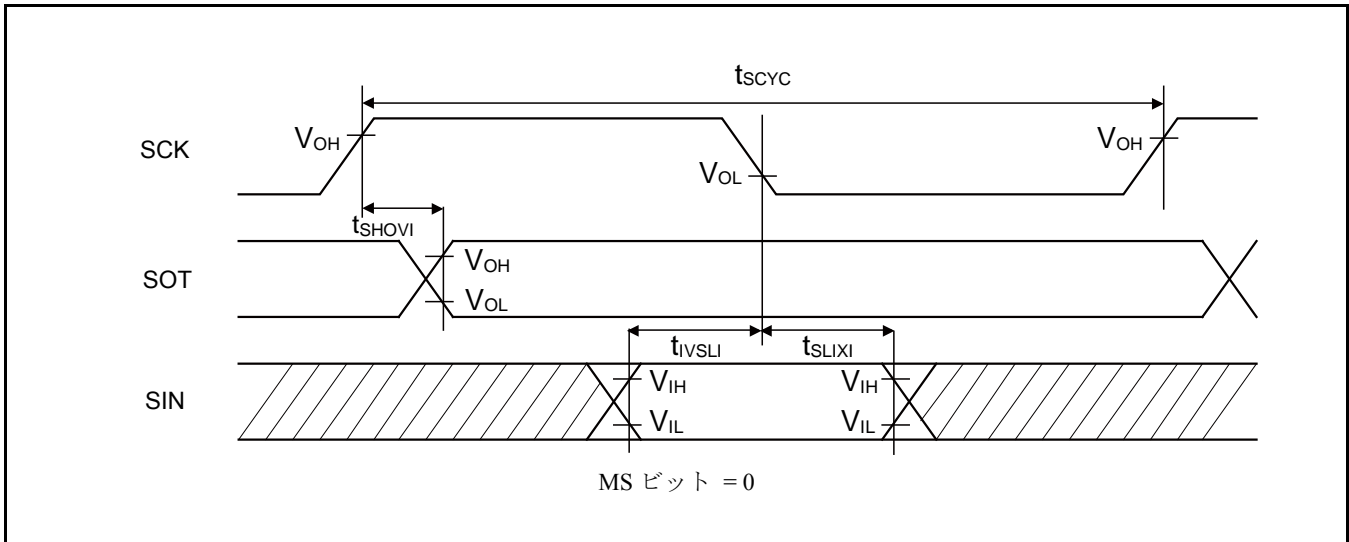 tSCYC
SCK
VOH
VOL
VOH
tSHOVI
SOT
VOH
VOL
tIVSLI
tSLIXI
SIN
VIH
VIL
VIH
VIL
MS ビット = 0